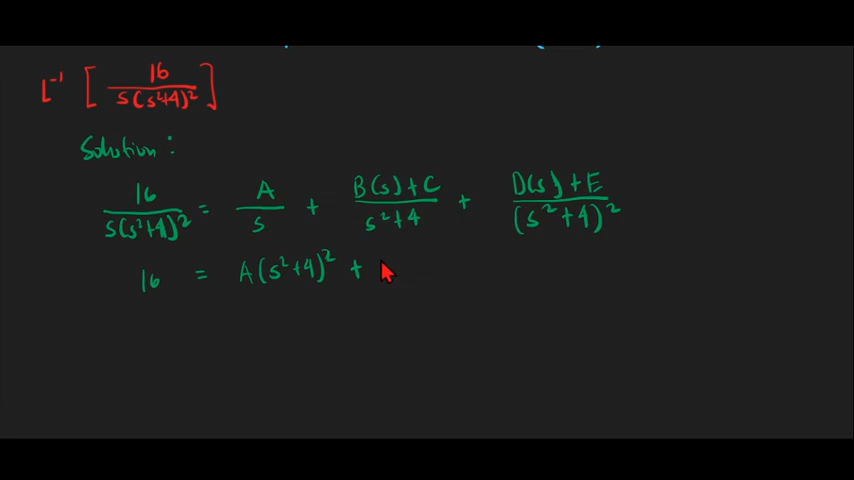 L⁻¹ [ 16 / s(s²+4)² ]
Solution:
16 / s(s²+4)² = A / s + B(s)+C / s²+4 + D(s)+E / (s²+4)²
16 = A(s²+4)² +